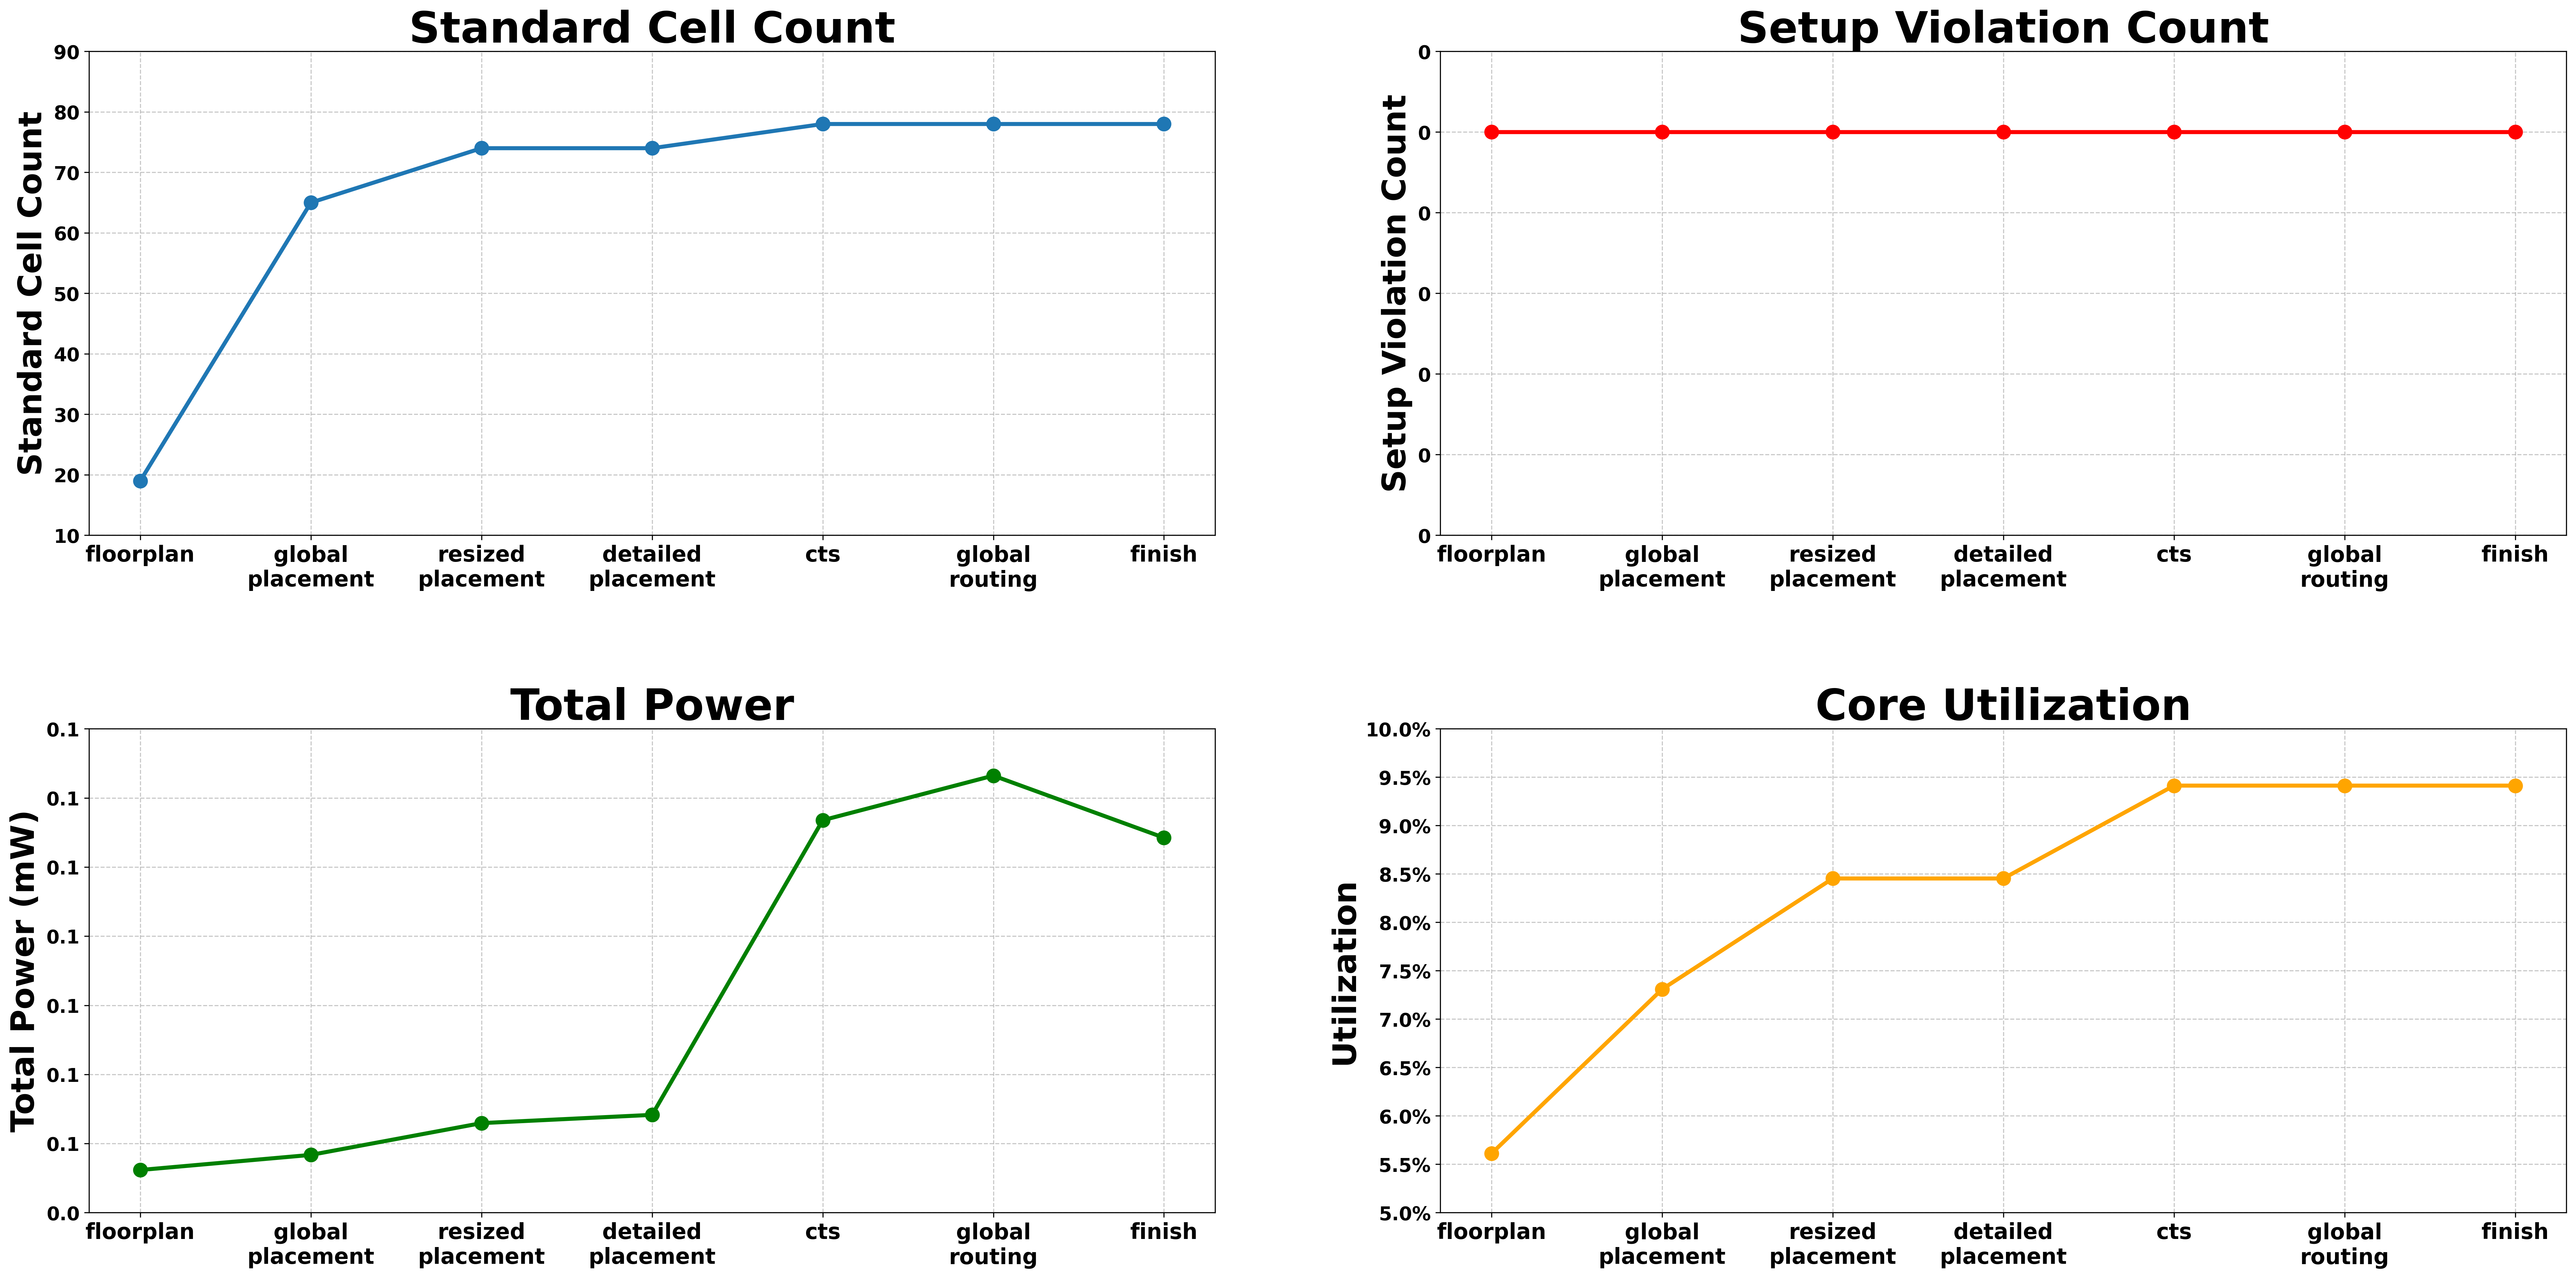 Standard Cell Count
Standard Cell Count
90
80
70
60
50
40
30
20
10
floorplan
global
placement
resized
placement
detailed
placement
cts
global
routing
finish
Setup Violation Count
Setup Violation Count
0
0
0
0
0
0
0
floorplan
global
placement
resized
placement
detailed
placement
cts
global
routing
finish
Total Power
Total Power (mW)
0.1
0.1
0.1
0.1
0.1
0.1
0.1
0.0
floorplan
global
placement
resized
placement
detailed
placement
cts
global
routing
finish
Core Utilization
Utilization
10.0%
9.5%
9.0%
8.5%
8.0%
7.5%
7.0%
6.5%
6.0%
5.5%
5.0%
floorplan
global
placement
resized
placement
detailed
placement
cts
global
routing
finish